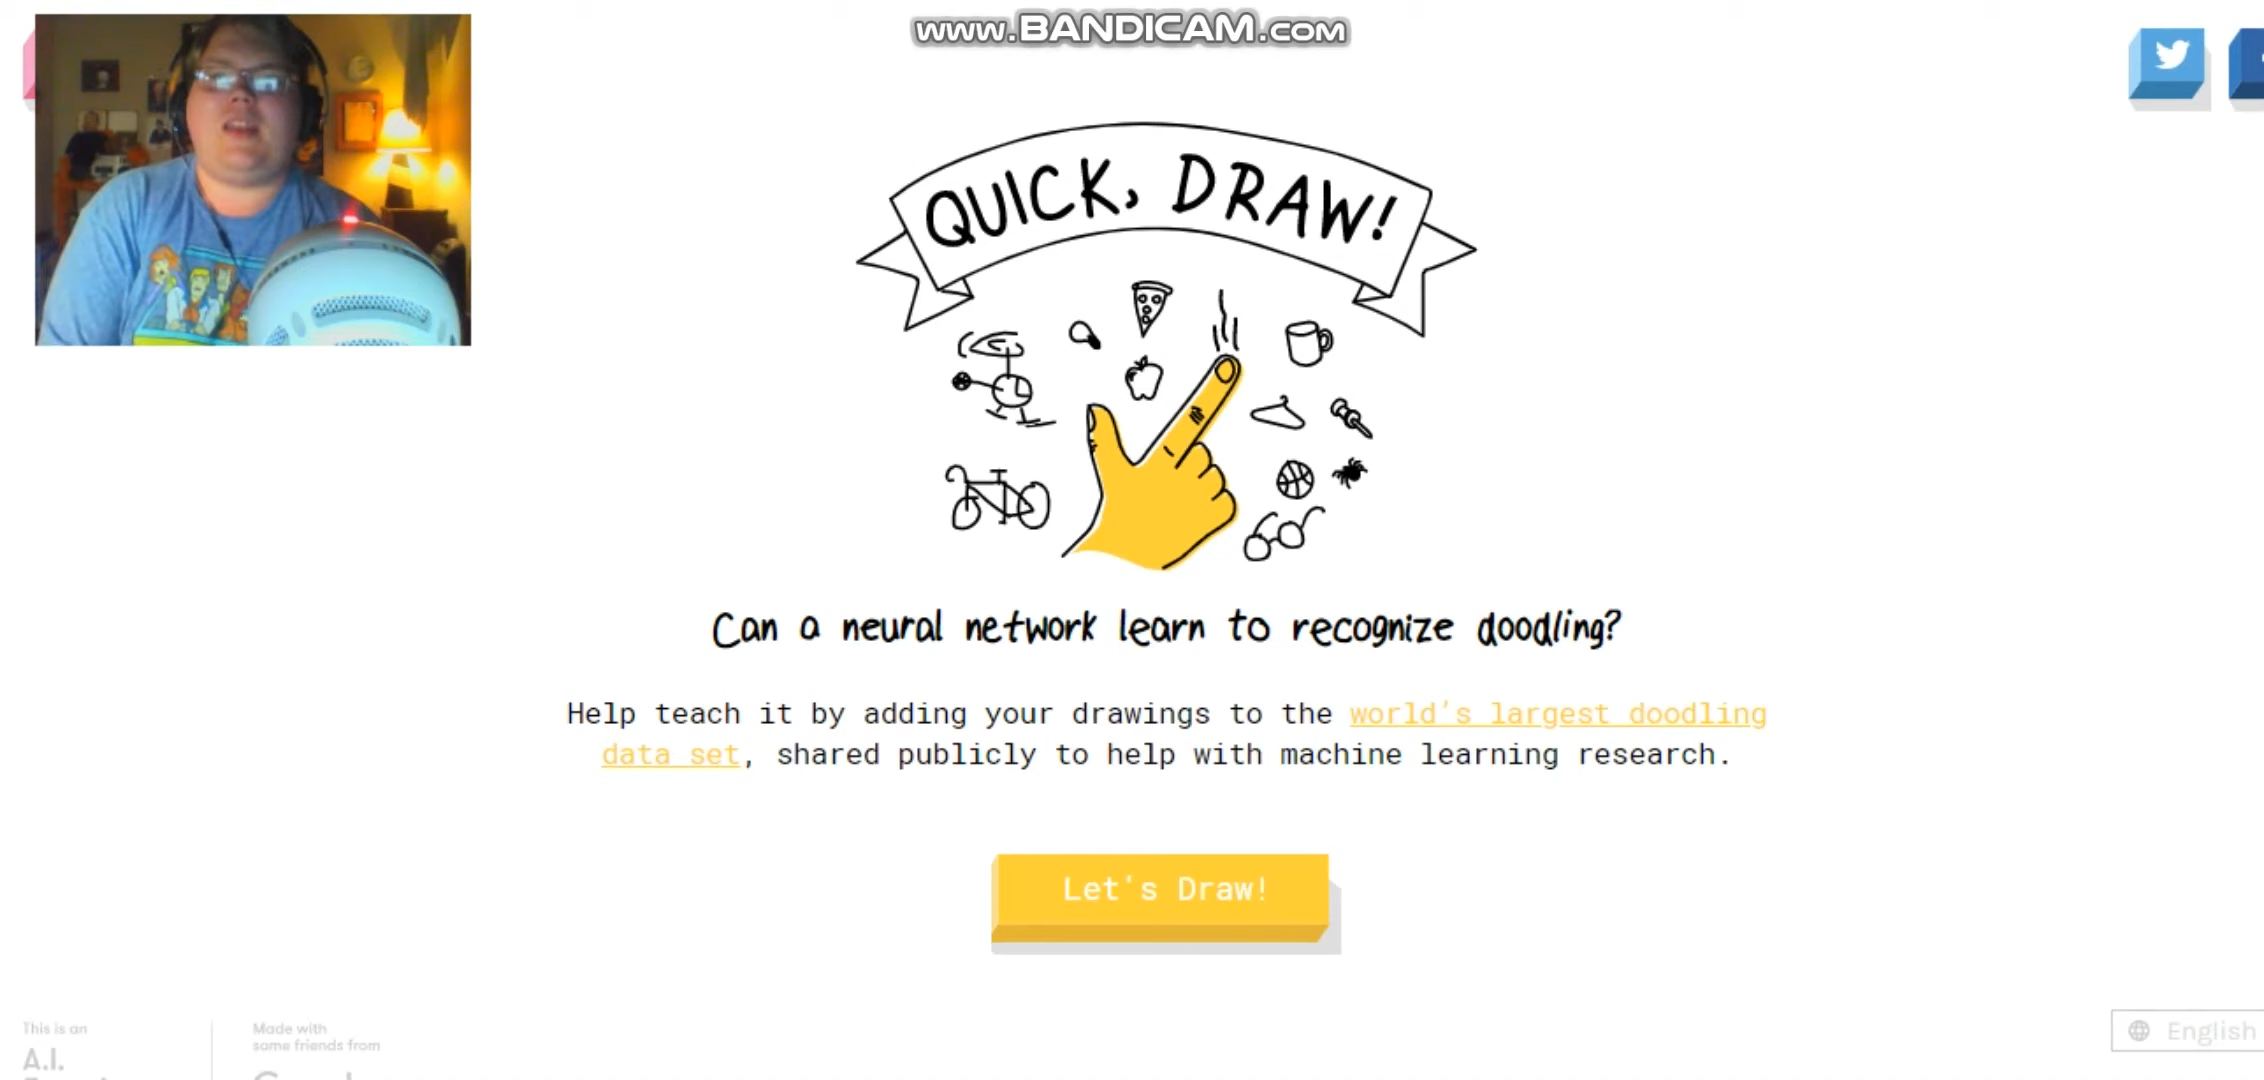 www.BANDICAM.com
QUICK, DRAW!
Can a neural network learn to recognize doodling?
Help teach it by adding your drawings to the world's largest doodling
data set, shared publicly to help with machine learning research.
Let's Draw!
This is an
A.I.
Made with
some friends from
English